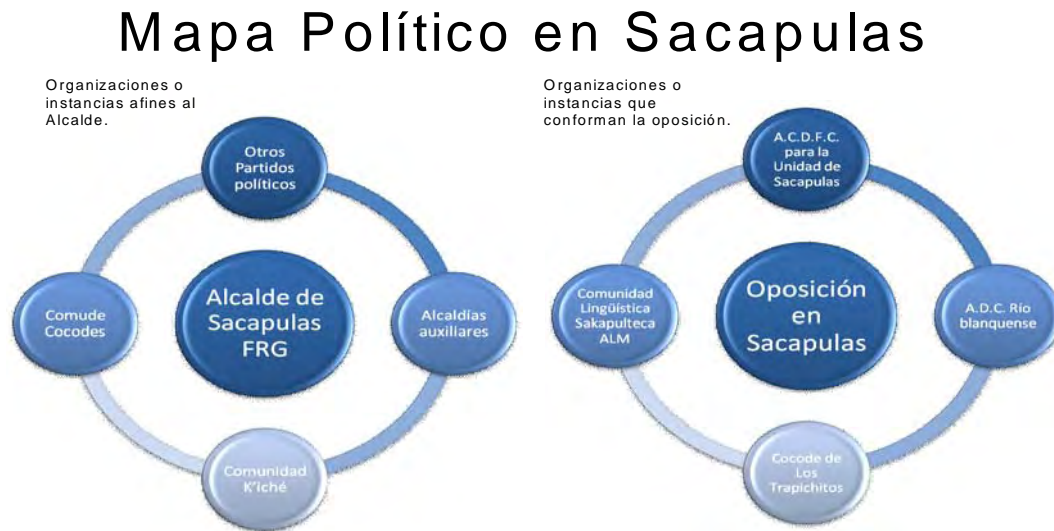 Mapa Político en Sacapulas
Organizaciones o
instancias afines al
Alcalde.
Otros
Partidos
políticos
Comude
Cocodes
Alcalde de
Sacapulas
FRG
Alcaldías
auxiliares
Comunidad
K'iché
Organizaciones o
instancias que
conforman la oposición.
A.C.D.F.C.
para la
Unidad de
Sacapulas
Comunidad
Lingüística
Sakapulteca
ALM
Oposición
en
Sacapulas
A.D.C. Río
blanquense
Cocode de
Los
Trapichitos